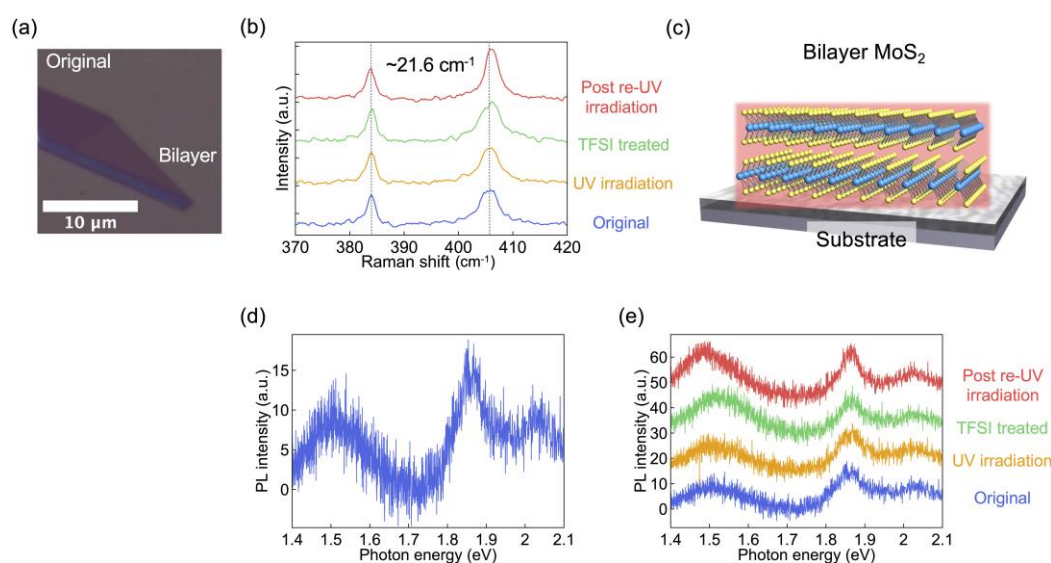 (a)
Original
Bilayer
10 μm
(b)
~21.6 cm⁻¹
Intensity (a.u.)
370 380 390 400 410 420
Raman shift (cm⁻¹)
Post re-UV
irradiation
TFSI treated
UV irradiation
Original
(c)
Bilayer MoS₂
Substrate
(d)
PL intensity (a.u.)
15
10
5
0
1.4 1.5 1.6 1.7 1.8 1.9 2 2.1
Photon energy (eV)
(e)
PL intensity (a.u.)
60
50
40
30
20
10
0
1.4 1.5 1.6 1.7 1.8 1.9 2 2.1
Photon energy (eV)
Post re-UV
irradiation
TFSI treated
UV irradiation
Original